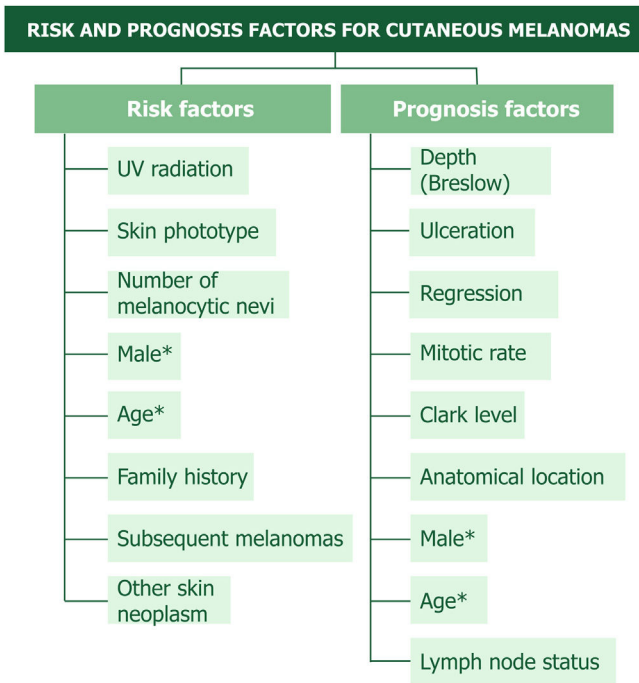 RISK AND PROGNOSIS FACTORS FOR CUTANEOUS MELANOMAS
Risk factors
UV radiation
Skin phototype
Number of
melanocytic nevi
Male*
Age*
Family history
Subsequent melanomas
Other skin
neoplasm
Prognosis factors
Depth
(Breslow)
Ulceration
Regression
Mitotic rate
Clark level
Anatomical location
Male*
Age*
Lymph node status